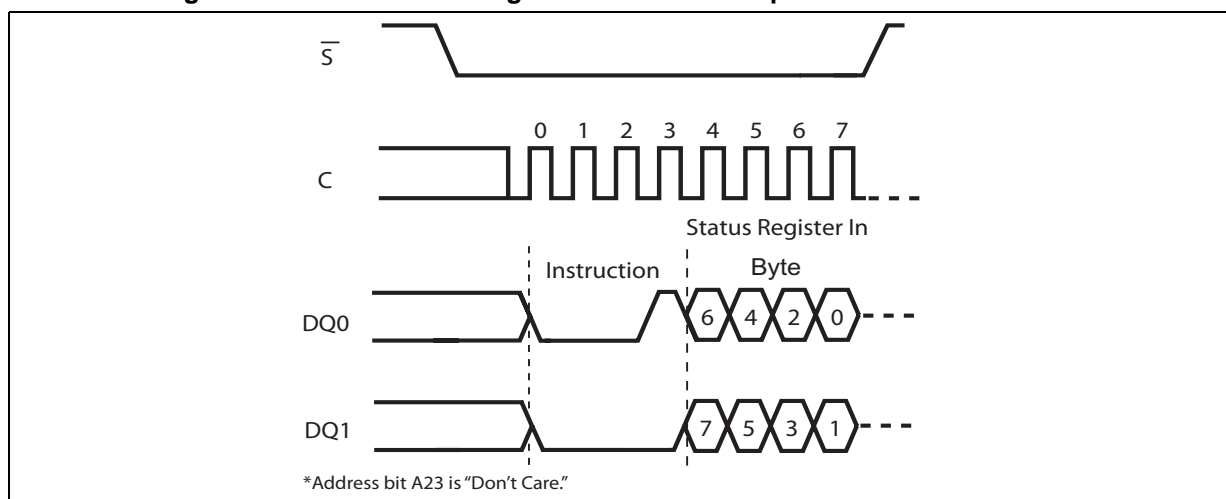 S
0 1 2 3 4 5 6 7
C
Status Register In
Instruction Byte
DQ0 6 4 2 0
DQ1 7 5 3 1
*Address bit A23 is "Don't Care."